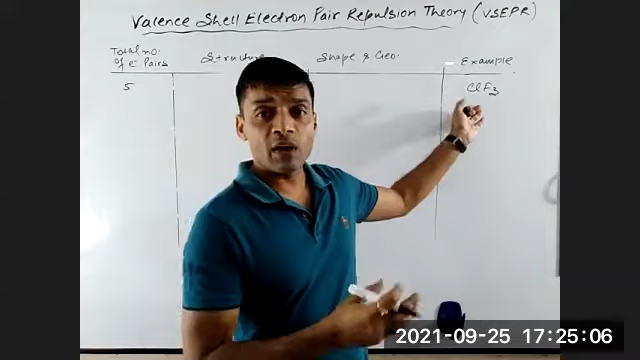 Valence Shell Electron Pair Repulsion Theory (VSEPR)
Total no. of e⁻ Pairs
Structure
Shape & Geo.
Example
5
ClF3
2021-09-25 17:25:06